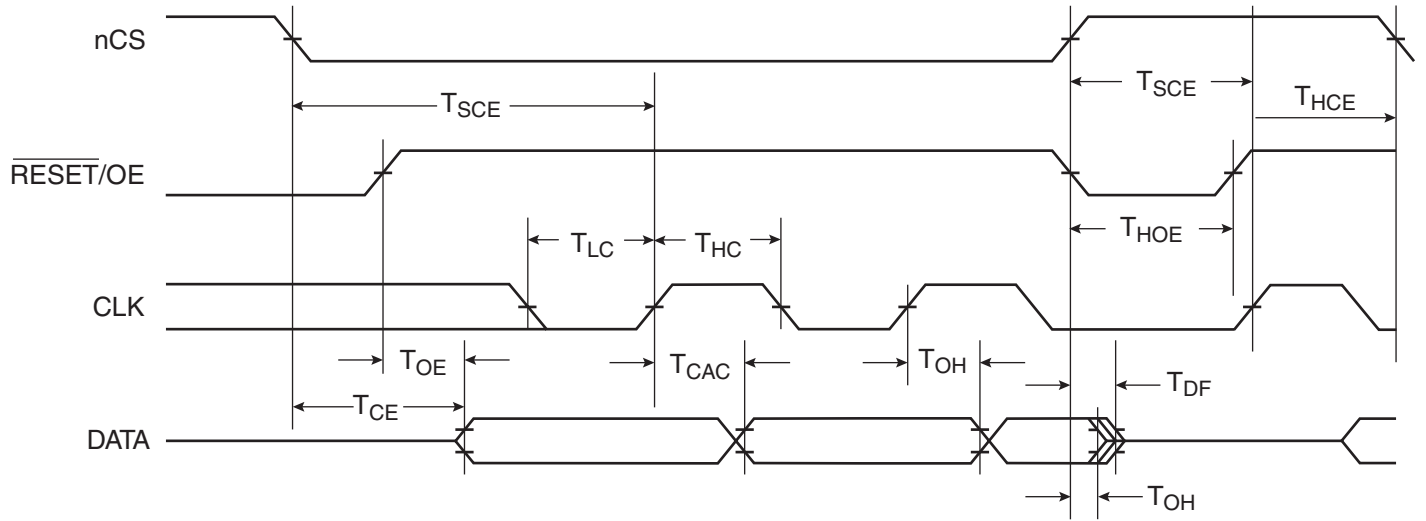 nCS
T_SCE
T_SCE
T_HCE
RESET/OE
T_LC
T_HC
T_HOE
CLK
T_OE
T_CAC
T_OH
T_DF
T_CE
DATA
T_OH